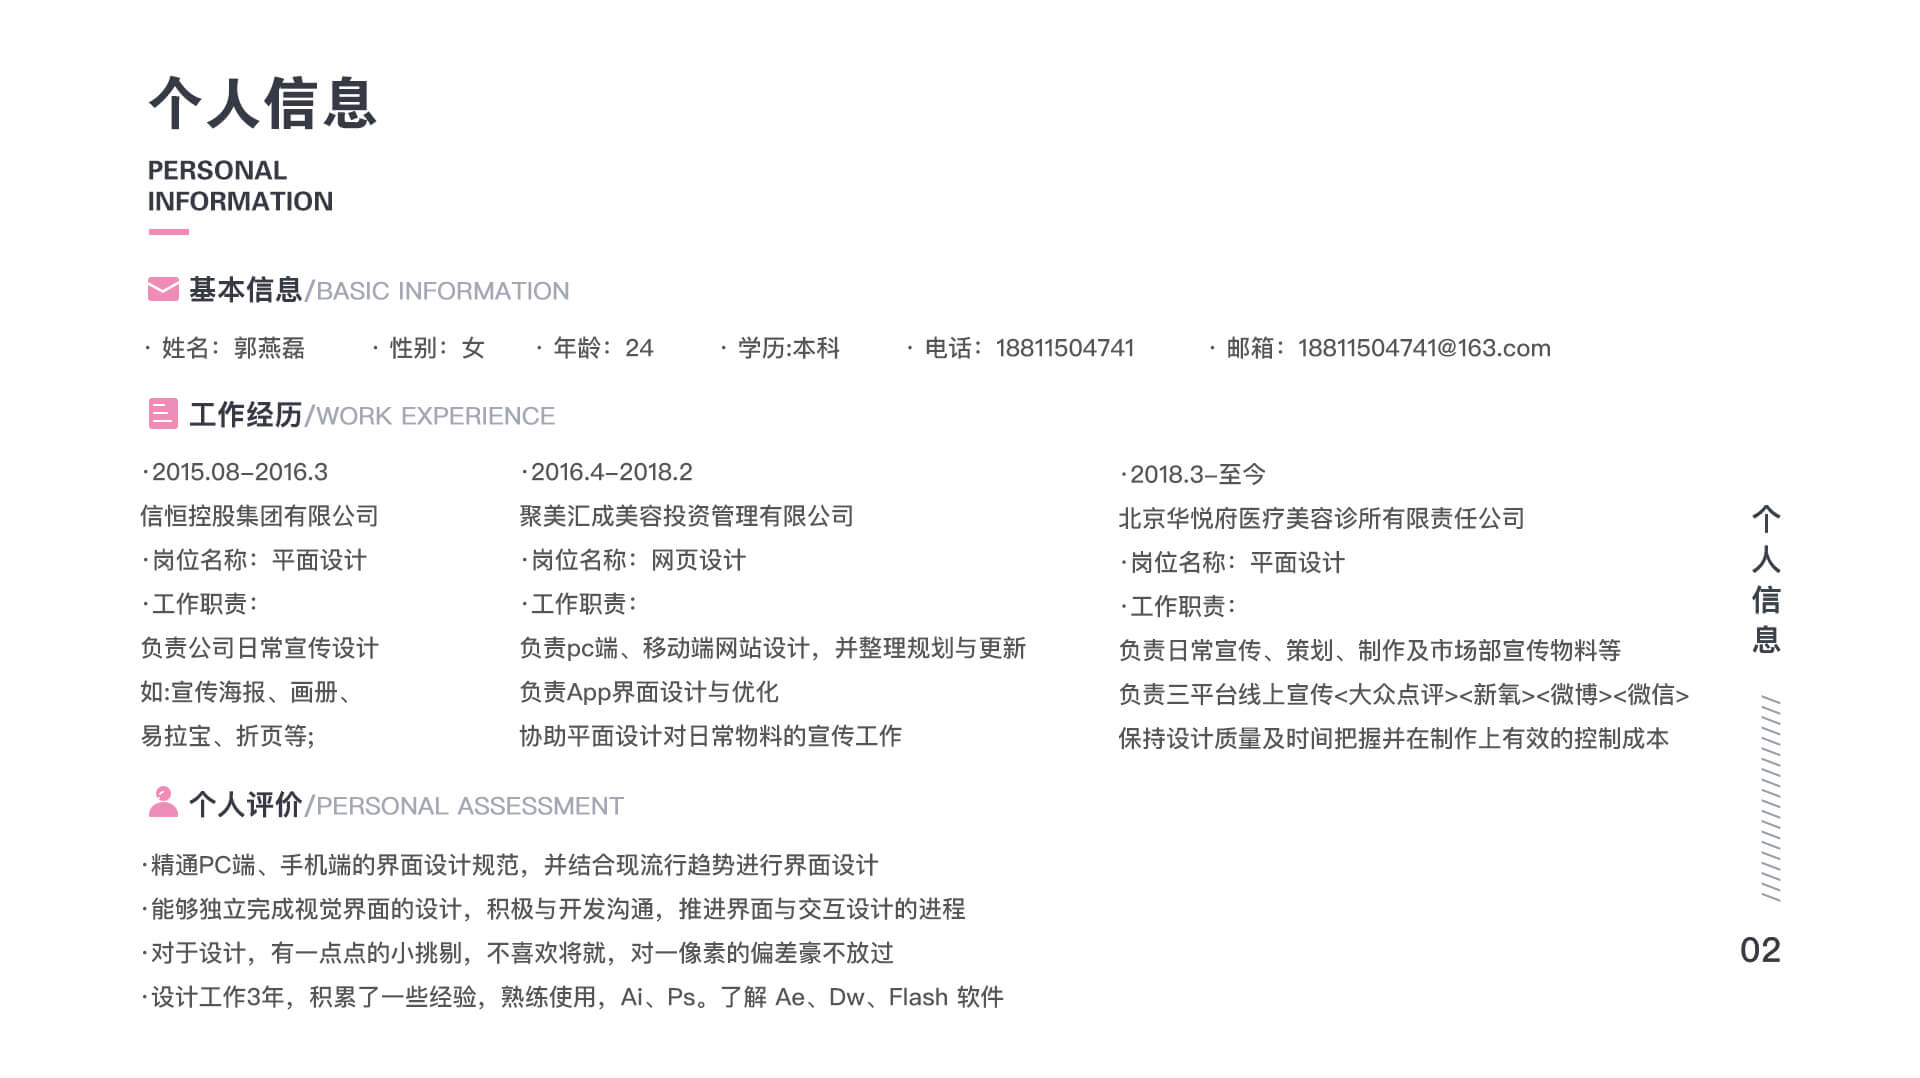 个人信息
PERSONAL
INFORMATION
基本信息/BASIC INFORMATION
· 姓名：郭燕磊 · 性别：女 · 年龄：24 · 学历:本科 · 电话：18811504741 · 邮箱：18811504741@163.com
工作经历/WORK EXPERIENCE
·2015.08–2016.3
信恒控股集团有限公司
·岗位名称：平面设计
·工作职责：
负责公司日常宣传设计
如:宣传海报、画册、
易拉宝、折页等;
·2016.4–2018.2
聚美汇成美容投资管理有限公司
·岗位名称：网页设计
·工作职责：
负责pc端、移动端网站设计，并整理规划与更新
负责App界面设计与优化
协助平面设计对日常物料的宣传工作
·2018.3–至今
北京华悦府医疗美容诊所有限责任公司
·岗位名称：平面设计
·工作职责：
负责日常宣传、策划、制作及市场部宣传物料等
负责三平台线上宣传<大众点评><新氧><微博><微信>
保持设计质量及时间把握并在制作上有效的控制成本
个人评价/PERSONAL ASSESSMENT
·精通PC端、手机端的界面设计规范，并结合现流行趋势进行界面设计
·能够独立完成视觉界面的设计，积极与开发沟通，推进界面与交互设计的进程
·对于设计，有一点点的小挑剔，不喜欢将就，对一像素的偏差豪不放过
·设计工作3年，积累了一些经验，熟练使用，Ai、Ps。了解 Ae、Dw、Flash 软件
个人信息
02